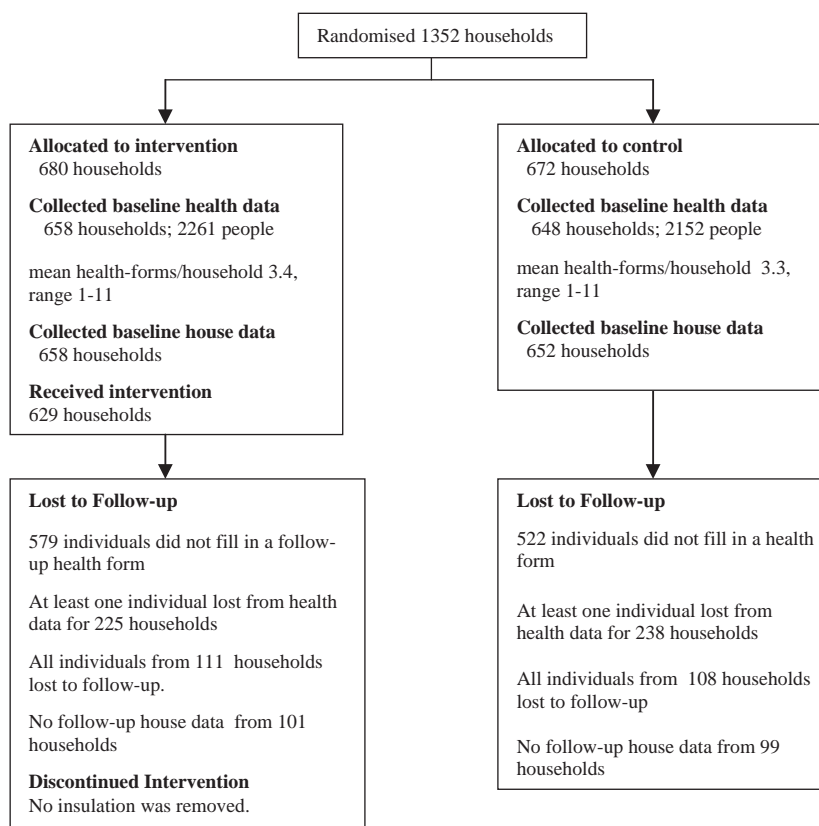 Randomised 1352 households
Allocated to intervention
680 households
Collected baseline health data
658 households; 2261 people
mean health-forms/household 3.4,
range 1-11
Collected baseline house data
658 households
Received intervention
629 households
Allocated to control
672 households
Collected baseline health data
648 households; 2152 people
mean health-forms/household 3.3,
range 1-11
Collected baseline house data
652 households
Lost to Follow-up
579 individuals did not fill in a follow-
up health form
At least one individual lost from health
data for 225 households
All individuals from 111 households
lost to follow-up.
No follow-up house data from 101
households
Discontinued Intervention
No insulation was removed.
Lost to Follow-up
522 individuals did not fill in a health
form
At least one individual lost from
health data for 238 households
All individuals from 108 households
lost to follow-up
No follow-up house data from 99
households